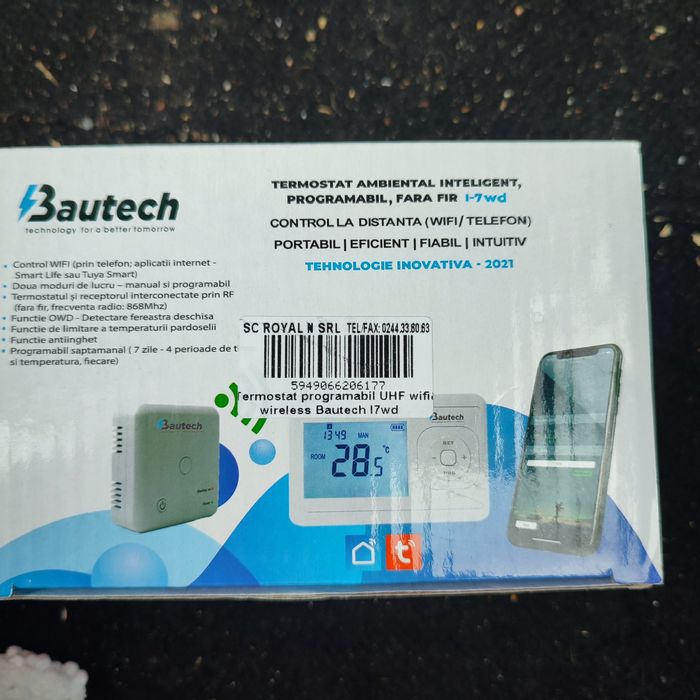 Bautech
technology for a better tomorrow
TERMOSTAT AMBIENTAL INTELIGENT,
PROGRAMABIL, FARA FIR I-7wd
CONTROL LA DISTANTA (WIFI/ TELEFON)
PORTABIL | EFICIENT | FIABIL | INTUITIV
TEHNOLOGIE INOVATIVA - 2021
• Control WIFI (prin telefon; aplicatii internet -
Smart Life sau Tuya Smart)
• Doua moduri de lucru – manual si programabil
• Termostatul si receptorul interconectate prin RF
(fara fir, frecventa radio: 868Mhz)
• Functie OWD - Detectare fereastra deschisa
• Functie de limitare a temperaturii pardoselii
• Functie antiinghet
• Programabil saptamanal ( 7 zile - 4 perioade de
si temperatura, fiecare)
SC ROYAL N SRL TEL/FAX: 0244.33.60.63
5949066206177
Termostat programabil UHF wifi
wireless Bautech I7wd
Bautech
Bautech
13:49 MAN
ROOM 28.5 °C
SET
- +